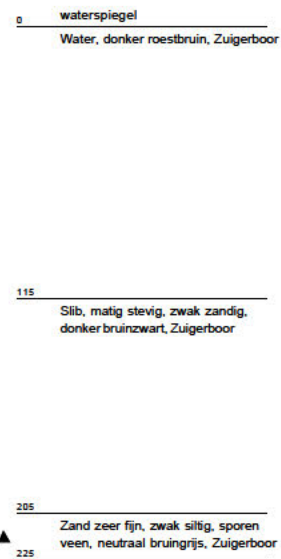 0
waterspiegel
Water, donker roestbruin, Zuigerboor
115
Slib, matig stevig, zwak zandig,
donker bruinzwart, Zuigerboor
205
Zand zeer fijn, zwak siltig, sporen
veen, neutraal bruingrijs, Zuigerboor
225